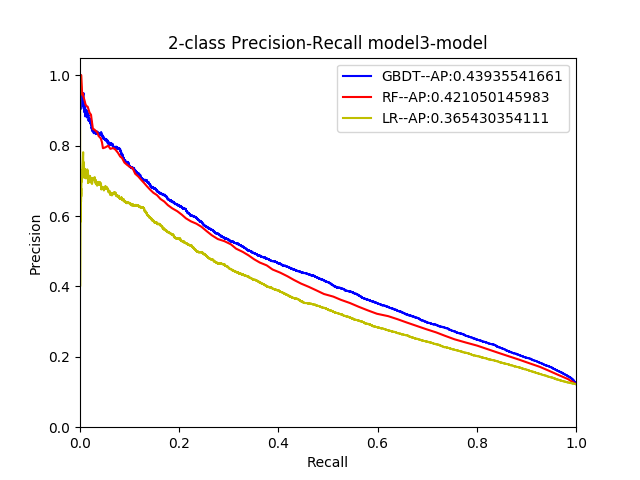 2-class Precision-Recall model3-model
GBDT--AP:0.43935541661
RF--AP:0.421050145983
LR--AP:0.365430354111
Precision
1.0
0.8
0.6
0.4
0.2
0.0
0.0 0.2 0.4 0.6 0.8 1.0
Recall